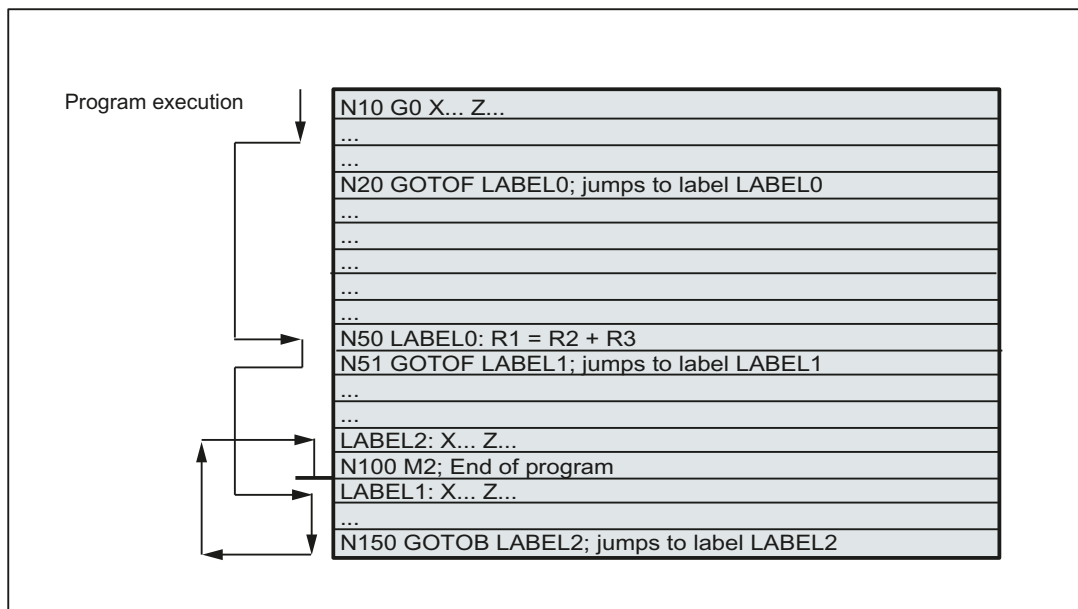 Program execution
N10 G0 X... Z...
...
...
N20 GOTOF LABEL0; jumps to label LABEL0
...
...
...
...
...
N50 LABEL0: R1 = R2 + R3
N51 GOTOF LABEL1; jumps to label LABEL1
...
...
LABEL2: X... Z...
N100 M2; End of program
LABEL1: X... Z...
...
N150 GOTOB LABEL2; jumps to label LABEL2